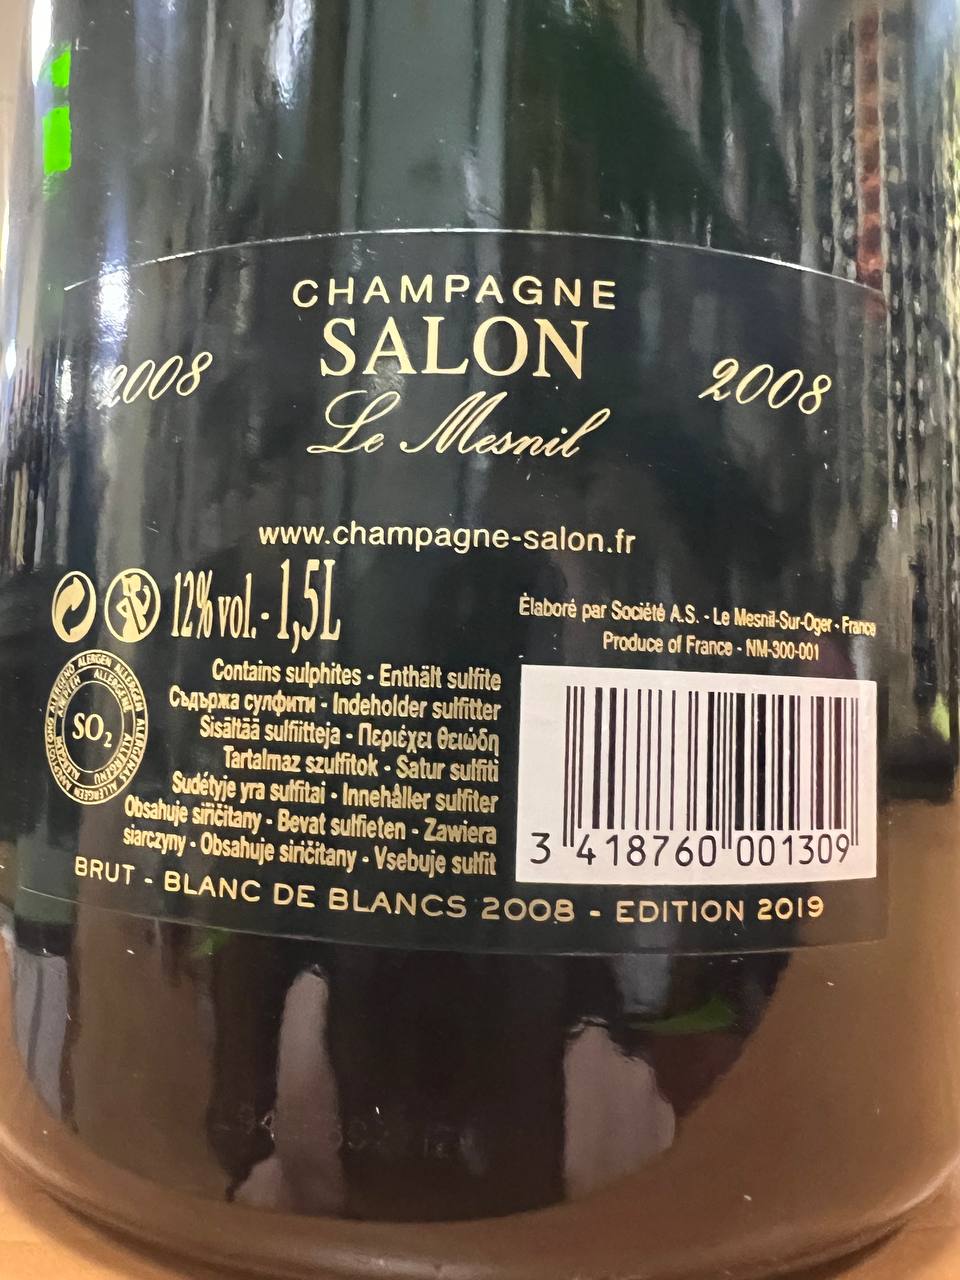 CHAMPAGNE
SALON
2008
2008
Le Mesnil
www.champagne-salon.fr
12% vol. - 1,5L
Élaboré par Société A.S. - Le Mesnil-Sur-Oger - France
Produce of France - NM-300-001
Contains sulphites - Enthält sulfite
Съдържа сулфити - Indeholder sulfitter
Sisältää sulfiitteja - Περιέχει θειώδη
Tartalmaz szulfitok - Satur sulfīti
Sudėtyje yra sulfitai - Innehåller sulfiter
Obsahuje siřičitany - Bevat sulfieten - Zawiera
siarczyny - Obsahuje siričitany - Vsebuje sulfit
SO2
3 418760 001309
BRUT - BLANC DE BLANCS 2008 - EDITION 2019